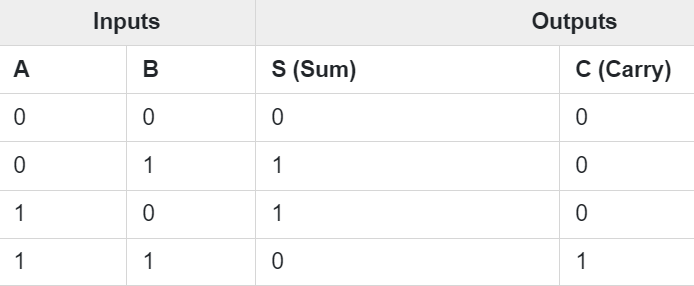 Inputs Outputs
A B S (Sum) C (Carry)
0 0 0 0
0 1 1 0
1 0 1 0
1 1 0 1